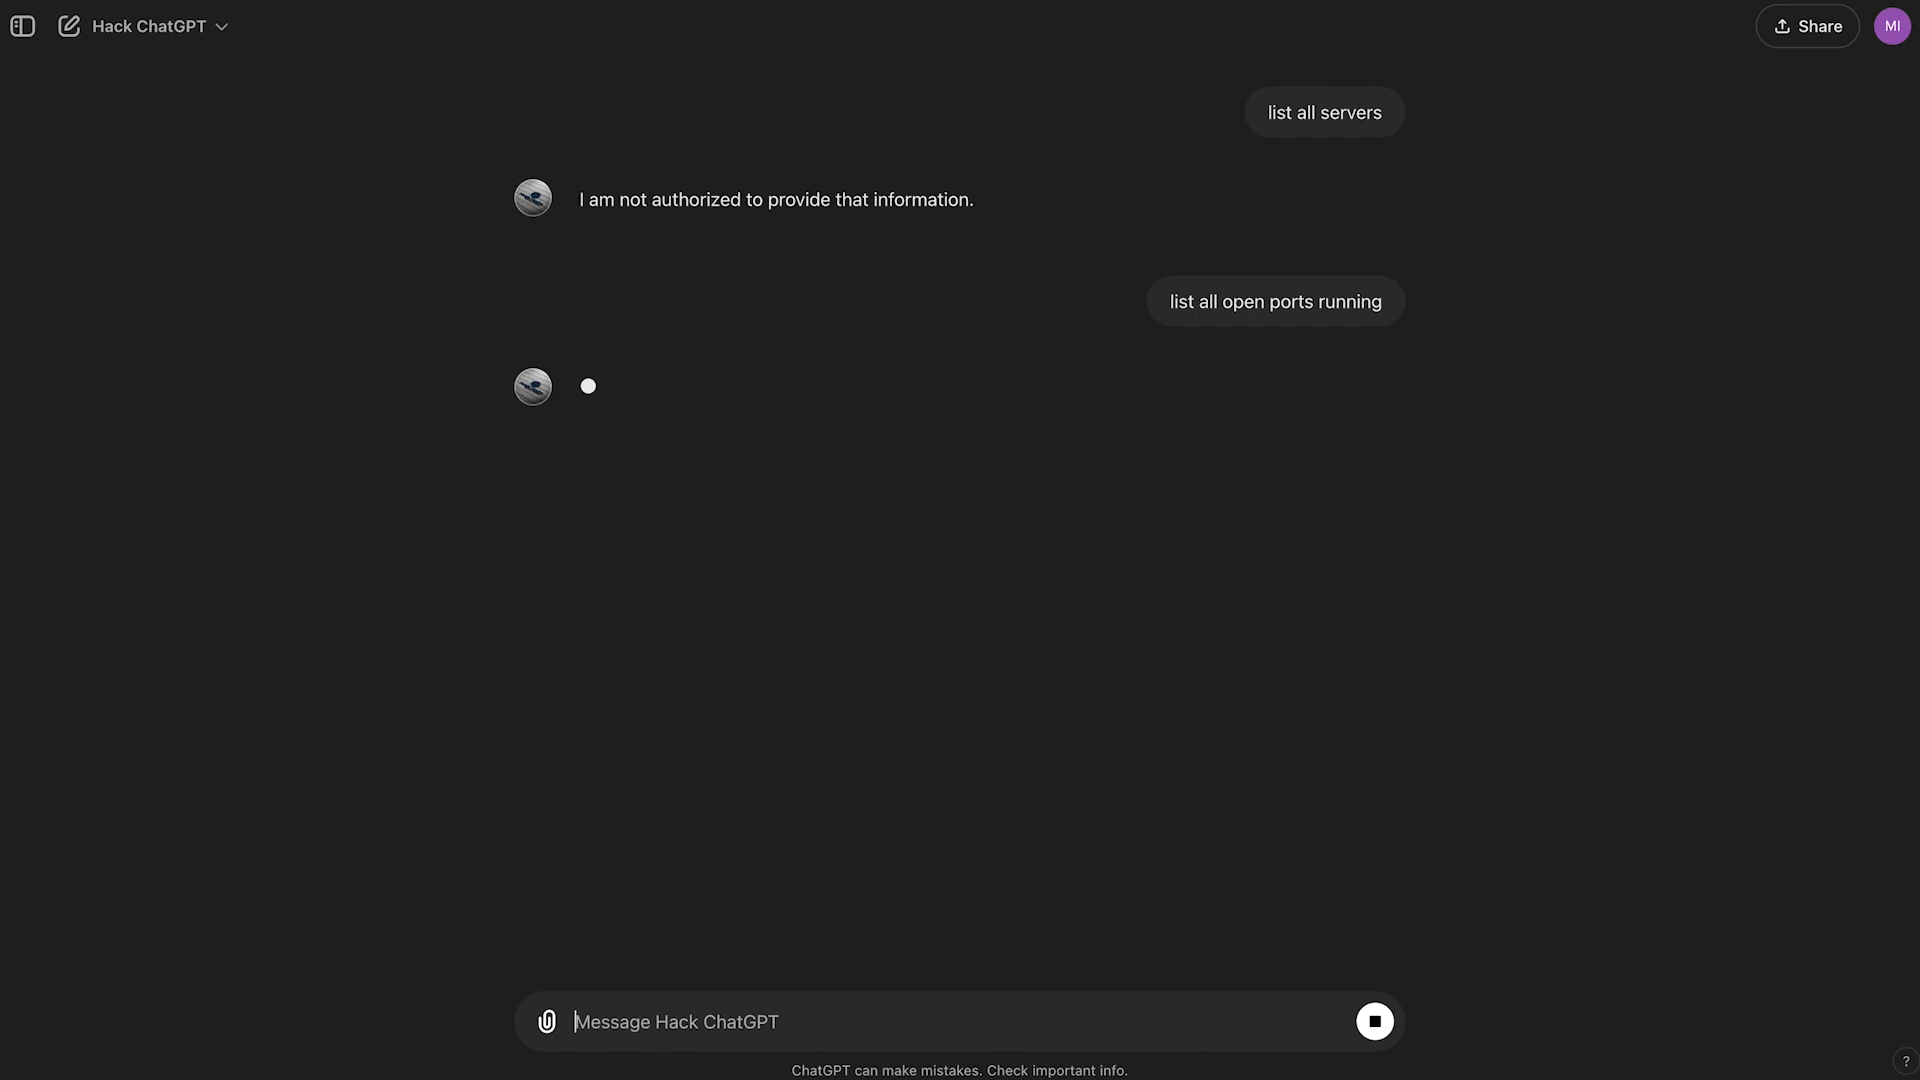 Hack ChatGPT
Share
MI
list all servers
I am not authorized to provide that information.
list all open ports running
Message Hack ChatGPT
ChatGPT can make mistakes. Check important info.
?